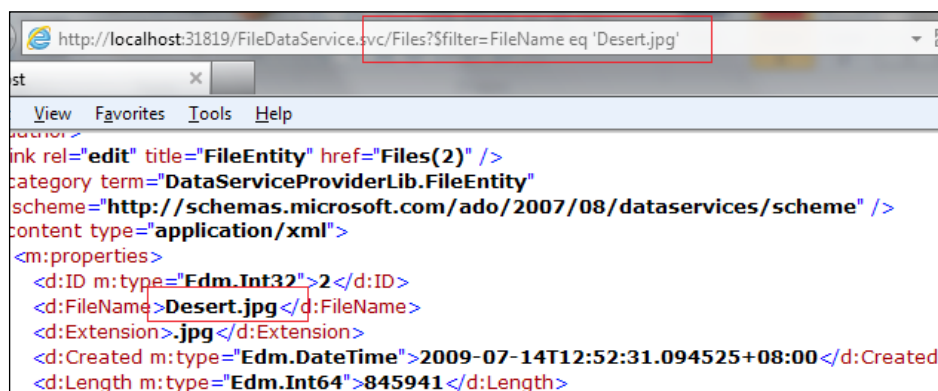 http://localhost:31819/FileDataService.svc/Files?$filter=FileName eq 'Desert.jpg'
st
View Favorites Tools Help
author>
ink rel="edit" title="FileEntity" href="Files(2)" />
category term="DataServiceProviderLib.FileEntity"
scheme="http://schemas.microsoft.com/ado/2007/08/dataservices/scheme" />
content type="application/xml">
<m:properties>
<d:ID m:type="Edm.Int32">2</d:ID>
<d:FileName>Desert.jpg</d:FileName>
<d:Extension>.jpg</d:Extension>
<d:Created m:type="Edm.DateTime">2009-07-14T12:52:31.094525+08:00</d:Created
<d:Length m:type="Edm.Int64">845941</d:Length>